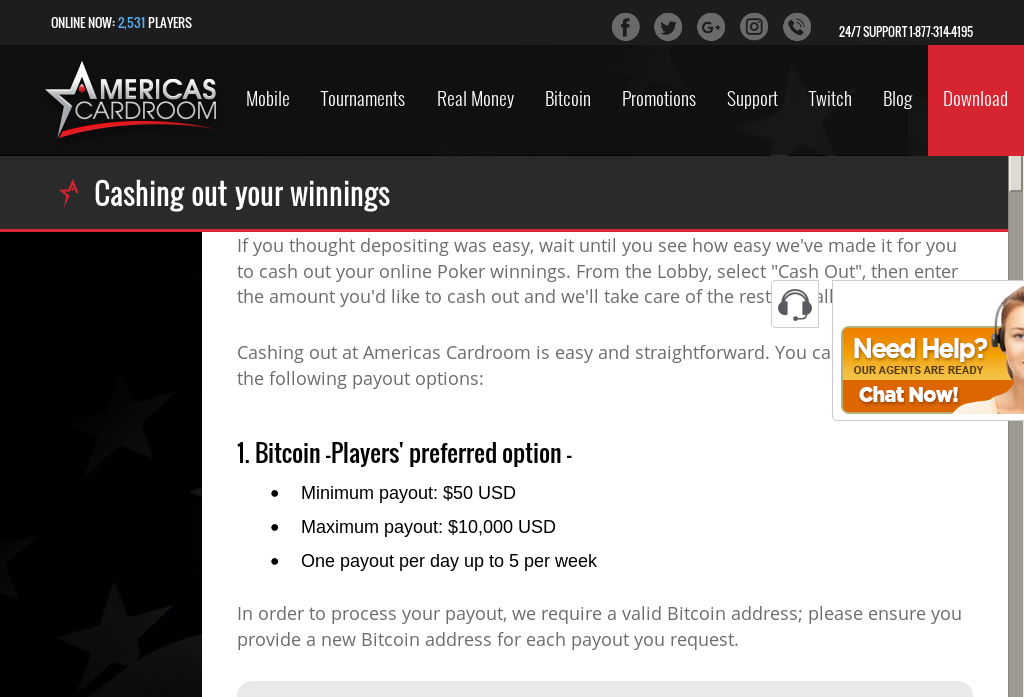 ONLINE NOW: 2,531 PLAYERS
24/7 SUPPORT 1-877-314-4195
AMERICAS
CARDROOM
Mobile Tournaments Real Money Bitcoin Promotions Support Twitch Blog Download
Cashing out your winnings
If you thought depositing was easy, wait until you see how easy we've made it for you
to cash out your online Poker winnings. From the Lobby, select "Cash Out", then enter
the amount you'd like to cash out and we'll take care of the rest
Cashing out at Americas Cardroom is easy and straightforward. You
the following payout options:
Need Help?
OUR AGENTS ARE READY
Chat Now!
1. Bitcoin -Players' preferred option -
• Minimum payout: $50 USD
• Maximum payout: $10,000 USD
• One payout per day up to 5 per week
In order to process your payout, we require a valid Bitcoin address; please ensure you
provide a new Bitcoin address for each payout you request.